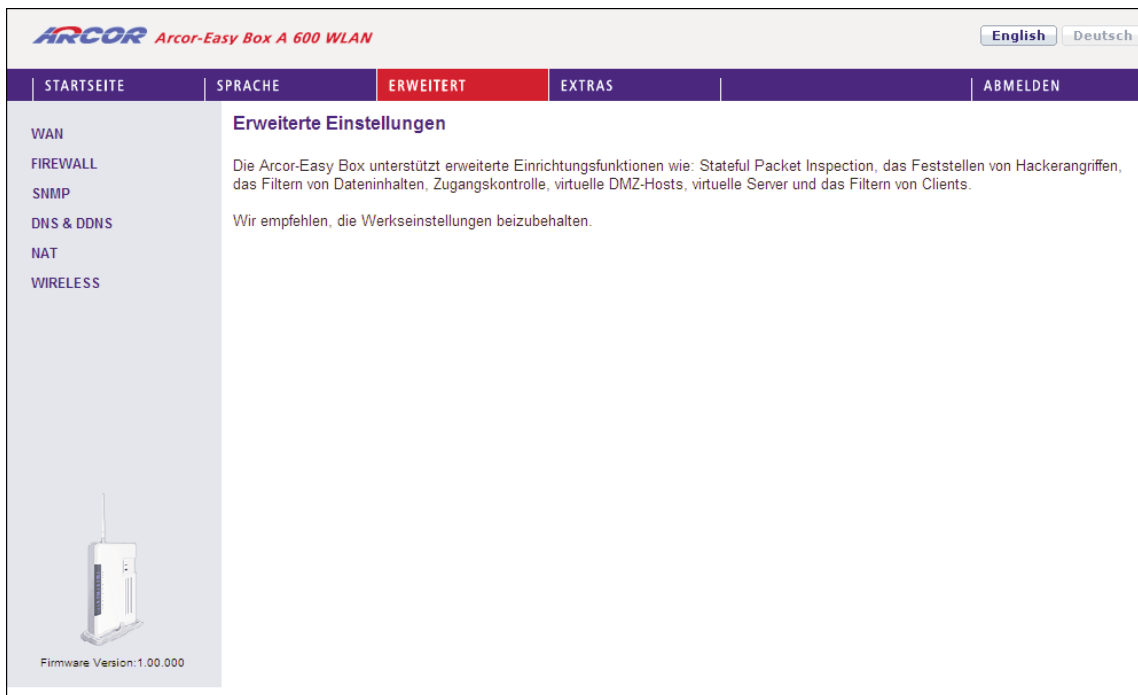 ARCOR Arcor-Easy Box A 600 WLAN
English Deutsch
STARTSEITE SPRACHE ERWEITERT EXTRAS ABMELDEN
WAN
FIREWALL
SNMP
DNS & DDNS
NAT
WIRELESS
Erweiterte Einstellungen
Die Arcor-Easy Box unterstützt erweiterte Einrichtungsfunktionen wie: Stateful Packet Inspection, das Feststellen von Hackerangriffen,
das Filtern von Dateninhalten, Zugangskontrolle, virtuelle DMZ-Hosts, virtuelle Server und das Filtern von Clients.
Wir empfehlen, die Werkseinstellungen beizubehalten.
Firmware Version:1.00.000